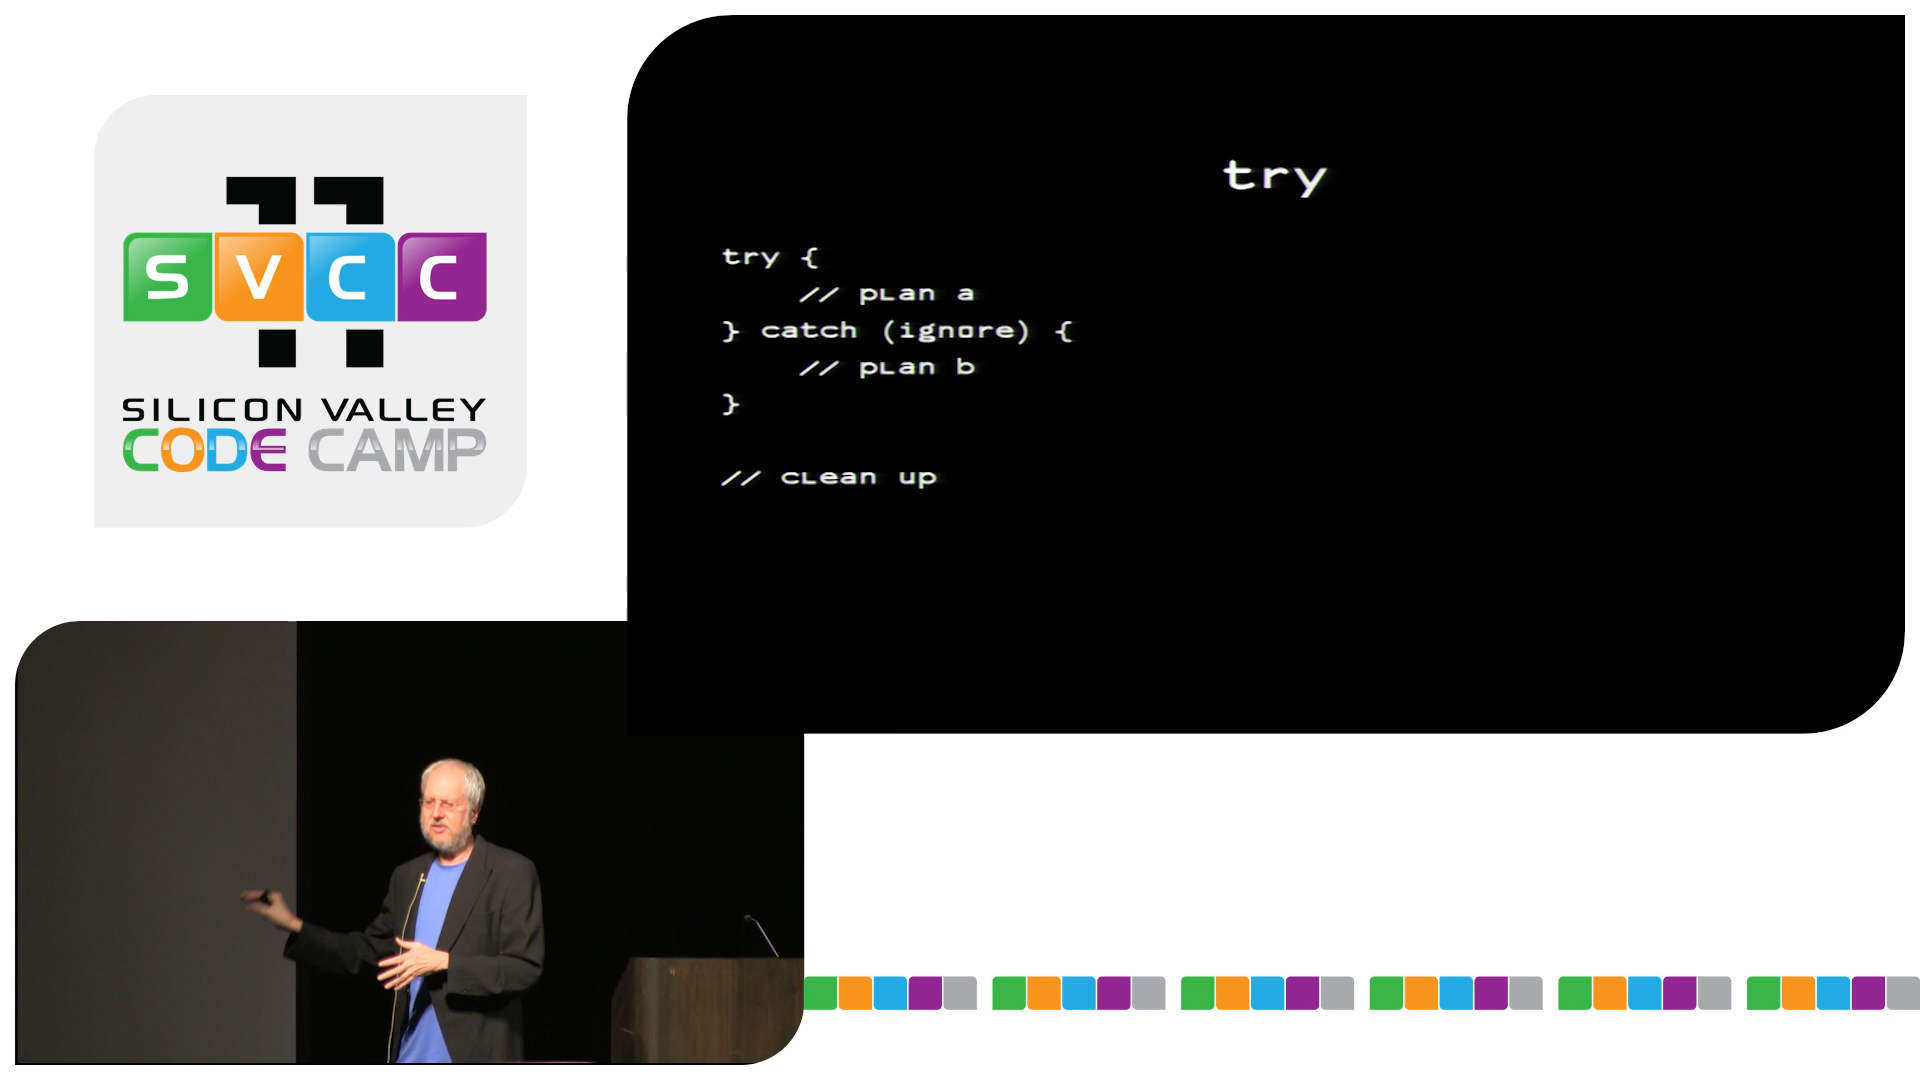 SVCC
SILICON VALLEY
CODE CAMP
try
try {
    // plan a
} catch (ignore) {
    // plan b
}
// clean up